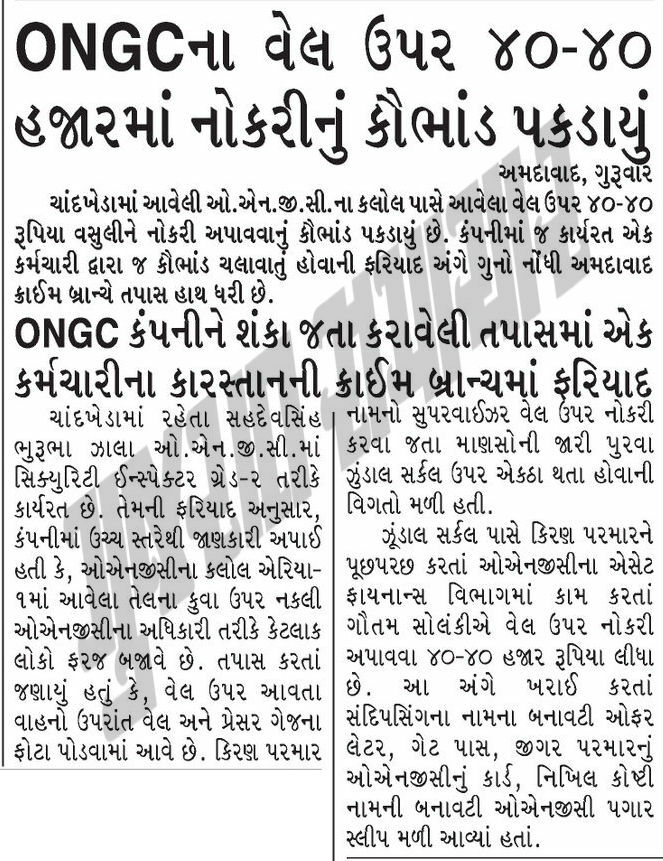 ONGCના વેલ ઉપર ૪૦-૪૦
હજારમાં નોકરીનું કૌભાંડ પકડાયું
અમદાવાદ, ગુરૂવાર
ચાંદખેડામાં આવેલી ઓ.એન.જી.સી.ના કલોલ પાસે આવેલા વેલ ઉપર ૪૦-૪૦
રૂપિયા વસુલીને નોકરી અપાવવાનું કૌભાંડ પકડાયું છે. કંપનીમાં જ કાર્યરત એક
કર્મચારી દ્વારા જ કૌભાંડ ચલાવાતું હોવાની ફરિયાદ અંગે ગુનો નોંધી અમદાવાદ
ક્રાઈમ બ્રાન્ચે તપાસ હાથ ધરી છે.
ONGC કંપનીને શંકા જતા કરાવેલી તપાસમાં એક
કર્મચારીના કારસ્તાનની ક્રાઈમ બ્રાન્ચમાં ફરિયાદ
ચાંદખેડામાં રહેતા સહદેવસિંહ
ભુરૂભા ઝાલા ઓ.એન.જી.સી.માં
સિક્યુરિટી ઈન્સ્પેક્ટર ગ્રેડ-૨ તરીકે
કાર્યરત છે. તેમની ફરિયાદ અનુસાર,
કંપનીમાં ઉચ્ચ સ્તરેથી જાણકારી અપાઈ
હતી કે, ઓએનજીસીના કલોલ એરિયા-
૧માં આવેલા તેલના કુવા ઉપર નકલી
ઓએનજીસીના અધિકારી તરીકે કેટલાક
લોકો ફરજ બજાવે છે. તપાસ કરતાં
જણાયું હતું કે, વેલ ઉપર આવતા
વાહનો ઉપરાંત વેલ અને પ્રેસર ગેજના
ફોટા પોડવામાં આવે છે. કિરણ પરમાર
નામનો સુપરવાઈઝર વેલ ઉપર નોકરી
કરવા જતા માણસોની જારી પુરવા
ઝુંડાલ સર્કલ ઉપર એકઠા થતા હોવાની
વિગતો મળી હતી.
ઝૂંડાલ સર્કલ પાસે કિરણ પરમારને
પૂછપરછ કરતાં ઓએનજીસીના એસેટ
ફાયનાન્સ વિભાગમાં કામ કરતાં
ગૌતમ સોલંકીએ વેલ ઉપર નોકરી
અપાવવા ૪૦-૪૦ હજાર રૂપિયા લીધા
છે. આ અંગે ખરાઈ કરતાં
સંદિપસિંગના નામના બનાવટી ઓફર
લેટર, ગેટ પાસ, જીગર પરમારનું
ઓએનજીસીનું કાર્ડ, નિખિલ કોષ્ટી
નામની બનાવટી ઓએનજીસી પગાર
સ્લીપ મળી આવ્યાં હતાં.
ગુજરાત સમાચાર